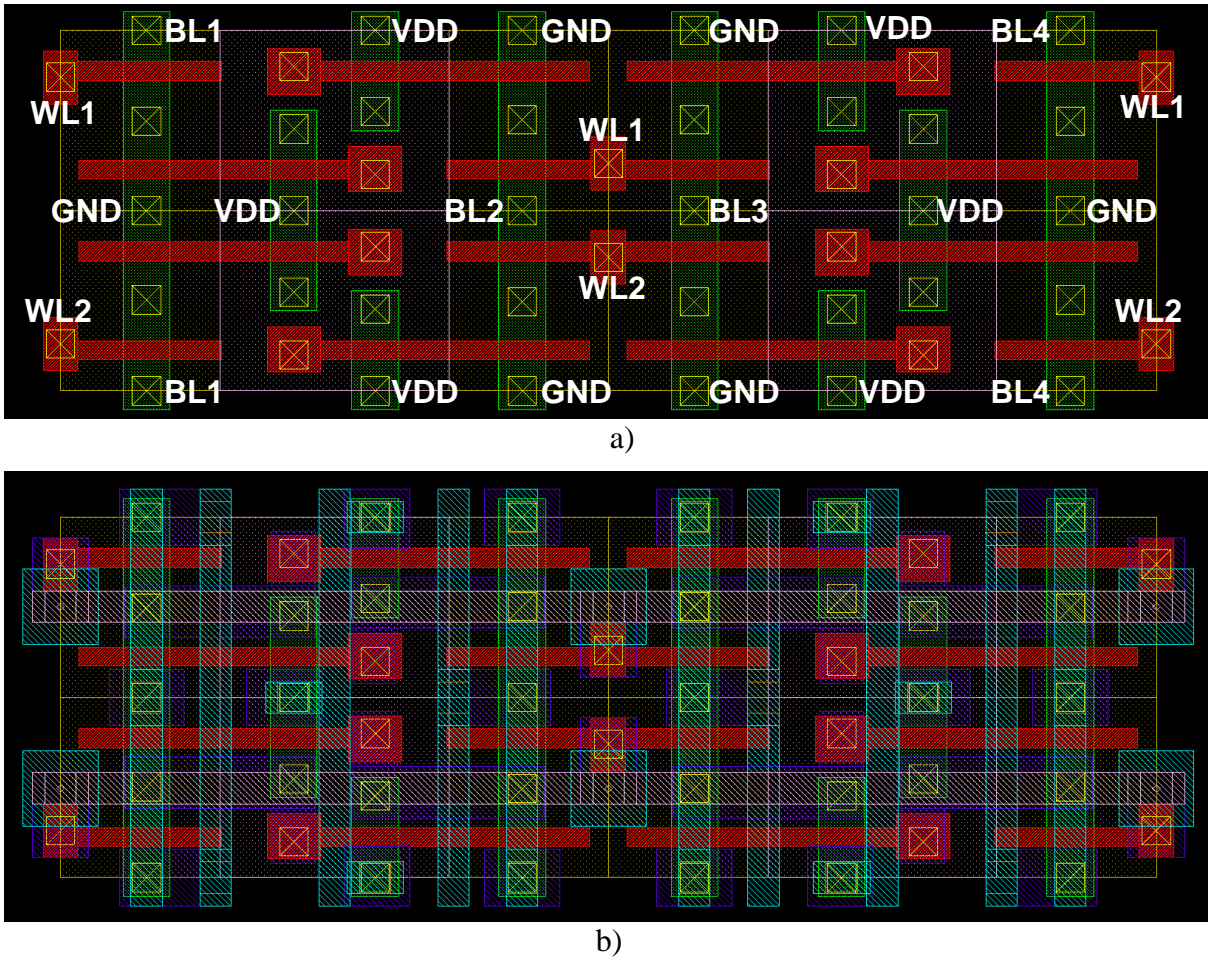 BL1 VDD GND GND VDD BL4
WL1 WL1 WL1
GND VDD BL2 BL3 VDD GND
WL2 WL2 WL2
BL1 VDD GND GND VDD BL4
a)
b)